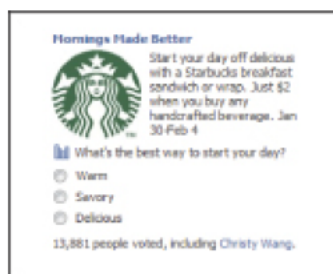 Mornings Made Better
Start your day off delicious
with a Starbucks breakfast
sandwich or wrap. Just $2
when you buy any
handcrafted beverage. Jan
30-Feb 4
What's the best way to start your day?
Warm
Savory
Delicious
13,881 people voted, including Christy Wang.